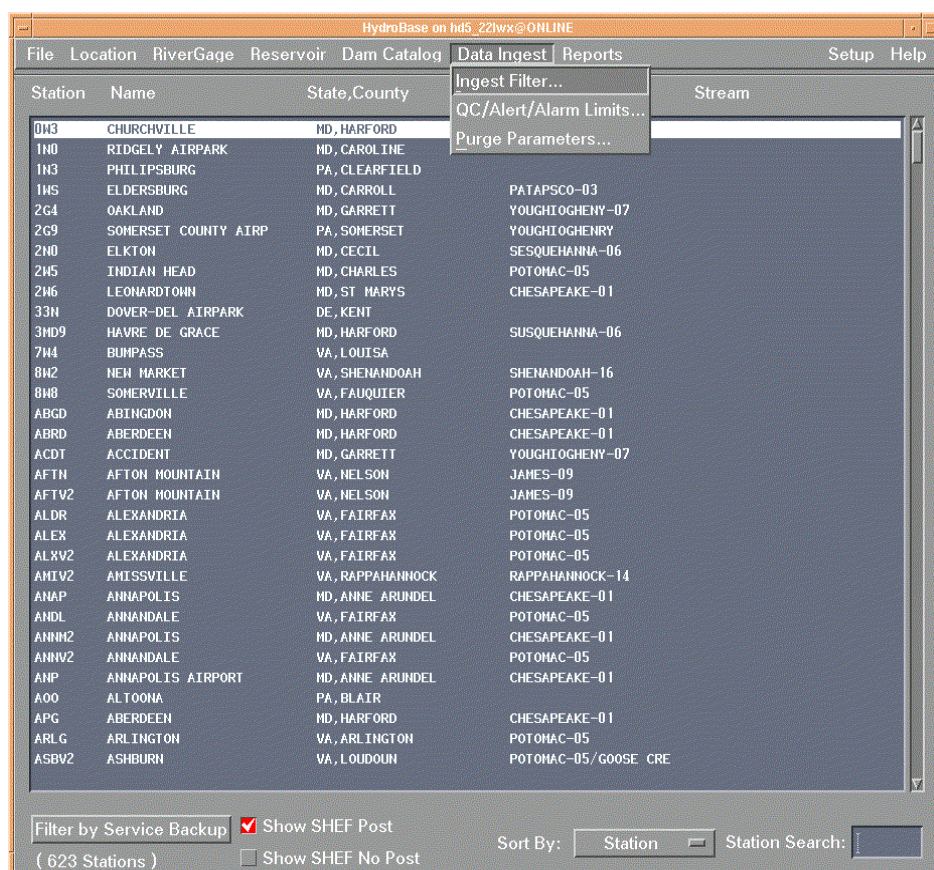 HydroBase on hd5_22lwx@ONLINE
File Location RiverGage Reservoir Dam Catalog Data Ingest Reports Setup Help
Ingest Filter...
QC/Alert/Alarm Limits...
Purge Parameters...
Station Name State,County Stream
0W3 CHURCHVILLE MD,HARFORD
1N0 RIDGELY AIRPARK MD,CAROLINE
1N3 PHILIPSBURG PA,CLEARFIELD
1WS ELDERSBURG MD,CARROLL PATAPSCO-03
2G4 OAKLAND MD,GARRETT YOUGHIOGHENY-07
2G9 SOMERSET COUNTY AIRP PA,SOMERSET YOUGHIOGHENRY
2N0 ELKTON MD,CECIL SESQUEHANNA-06
2W5 INDIAN HEAD MD,CHARLES POTOMAC-05
2W6 LEONARDTOWN MD,ST MARYS CHESAPEAKE-01
33N DOVER-DEL AIRPARK DE,KENT
3MD9 HAVRE DE GRACE MD,HARFORD SUSQUEHANNA-06
7W4 BUMPASS VA,LOUISA
8W2 NEW MARKET VA,SHENANDOAH SHENANDOAH-16
8W8 SOMERVILLE VA,FAUQUIER POTOMAC-05
ABGD ABINGDON MD,HARFORD CHESAPEAKE-01
ABRD ABERDEEN MD,HARFORD CHESAPEAKE-01
ACDT ACCIDENT MD,GARRETT YOUGHIOGHENY-07
AFTN AFTON MOUNTAIN VA,NELSON JAMES-09
AFTV2 AFTON MOUNTAIN VA,NELSON JAMES-09
ALDR ALEXANDRIA VA,FAIRFAX POTOMAC-05
ALEX ALEXANDRIA VA,FAIRFAX POTOMAC-05
ALXV2 ALEXANDRIA VA,FAIRFAX POTOMAC-05
AMIV2 AMISSVILLE VA,RAPPAHANNOCK RAPPAHANNOCK-14
ANAP ANNAPOLIS MD,ANNE ARUNDEL CHESAPEAKE-01
ANDL ANNANDALE VA,FAIRFAX POTOMAC-05
ANNM2 ANNAPOLIS MD,ANNE ARUNDEL CHESAPEAKE-01
ANNV2 ANNANDALE VA,FAIRFAX POTOMAC-05
ANP ANNAPOLIS AIRPORT MD,ANNE ARUNDEL CHESAPEAKE-01
AOO ALTOONA PA,BLAIR
APG ABERDEEN MD,HARFORD CHESAPEAKE-01
ARLG ARLINGTON VA,ARLINGTON POTOMAC-05
ASBV2 ASHBURN VA,LOUDOUN POTOMAC-05/GOOSE CRE
Filter by Service Backup Show SHEF Post
Sort By: Station Station Search:
( 623 Stations ) Show SHEF No Post